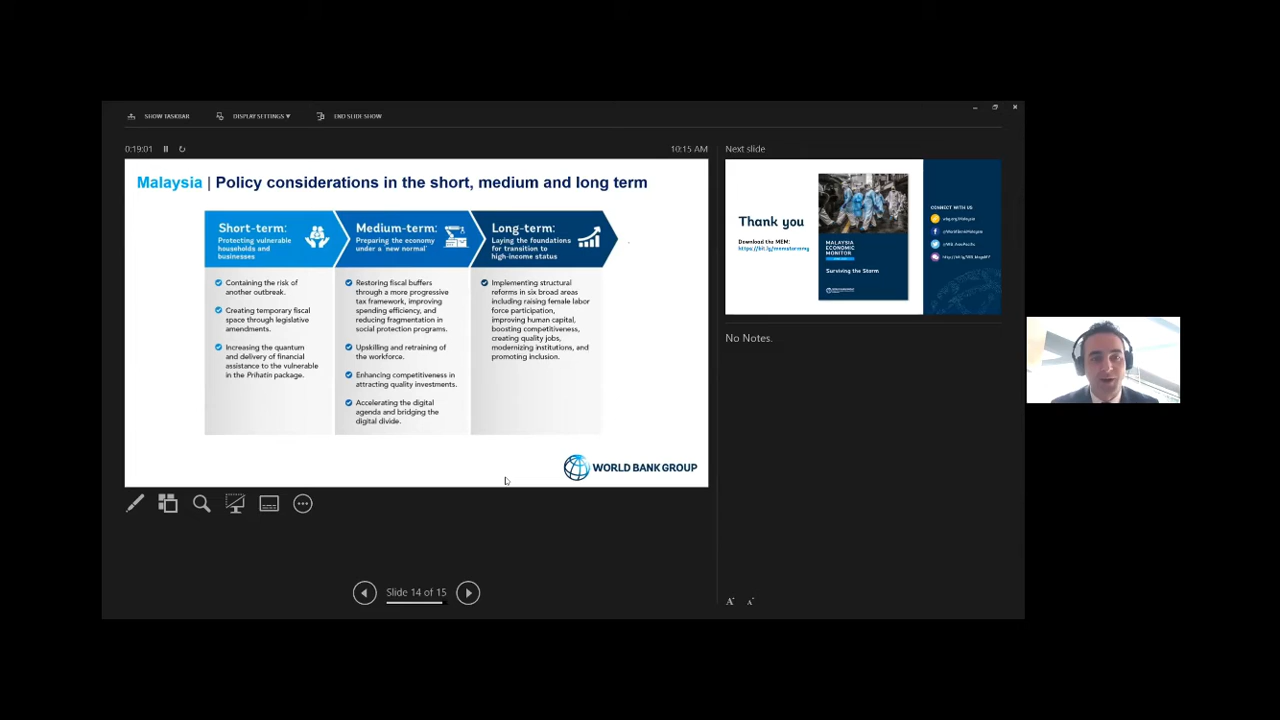 SHOW TASKBAR
DISPLAY SETTINGS ▾
END SLIDE SHOW
0:19:01
10:15 AM
Malaysia | Policy considerations in the short, medium and long term
Short-term:
Protecting vulnerable
households and
businesses
Medium-term:
Preparing the economy
under a 'new normal'
Long-term:
Laying the foundations
for transition to
high-income status
Containing the risk of
another outbreak.
Creating temporary fiscal
space through legislative
amendments.
Increasing the quantum
and delivery of financial
assistance to the vulnerable
in the Prihatin package.
Restoring fiscal buffers
through a more progressive
tax framework, improving
spending efficiency, and
reducing fragmentation in
social protection programs.
Upskilling and retraining of
the workforce.
Enhancing competitiveness in
attracting quality investments.
Accelerating the digital
agenda and bridging the
digital divide.
Implementing structural
reforms in six broad areas
including raising female labor
force participation,
improving human capital,
boosting competitiveness,
creating quality jobs,
modernizing institutions, and
promoting inclusion.
WORLD BANK GROUP
Slide 14 of 15
Next slide
Thank you
Download the MEM:
MALAYSIA
ECONOMIC
MONITOR
Surviving the Storm
CONNECT WITH US
No Notes.
A
A